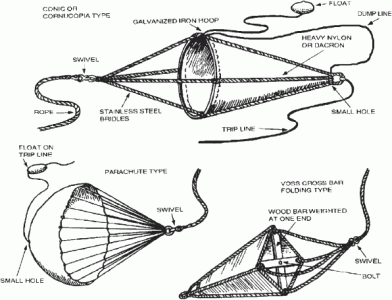 CONIC OR
CORNUCOPIA TYPE
GALVANIZED IRON HOOP
FLOAT
DUMP LINE
HEAVY NYLON
OR DACRON
SWIVEL
ROPE
STAINLESS STEEL
BRIDLES
SMALL HOLE
TRIP LINE
FLOAT ON
TRIP LINE
PARACHUTE TYPE
VOSS CROSS BAR
FOLDING TYPE
SWIVEL
WOOD BAR WEIGHTED
AT ONE END
SMALL HOLE
SWIVEL
BOLT